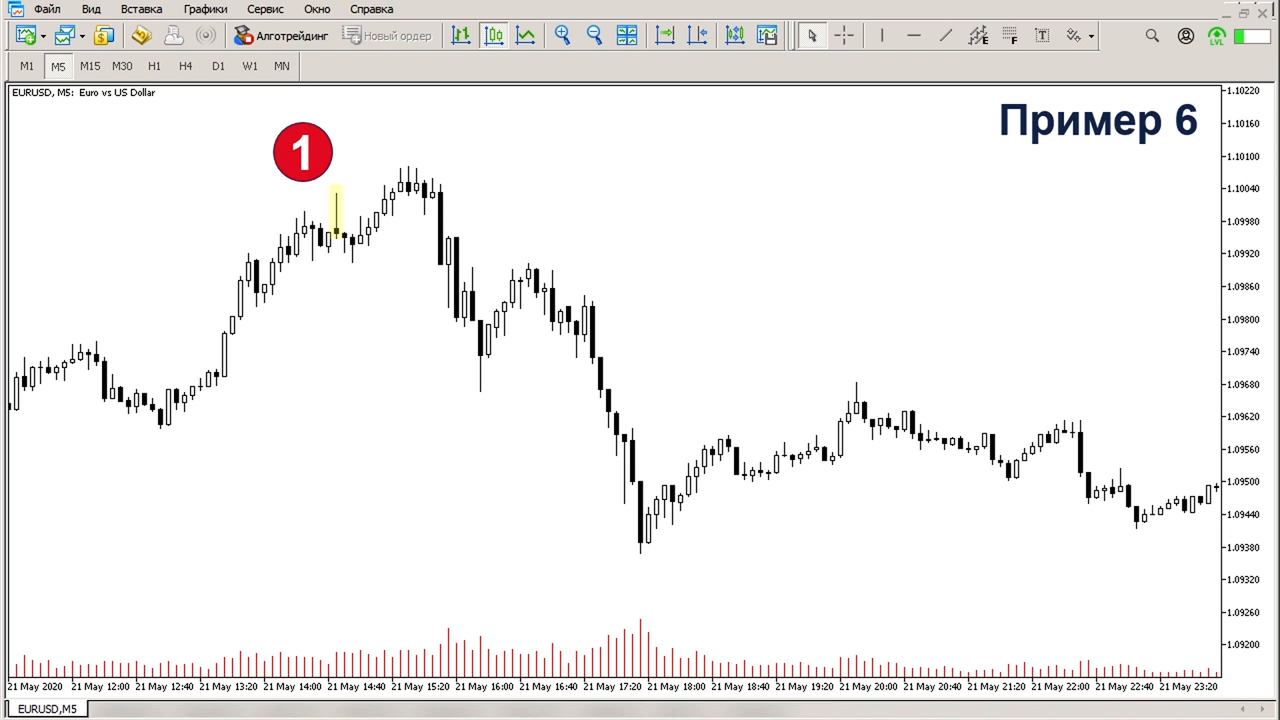 Файл Вид Вставка Графики Сервис Окно Справка
Алготрейдинг Новый ордер LVL
M1 M5 M15 M30 H1 H4 D1 W1 MN
EURUSD, M5: Euro vs US Dollar
Пример 6
1
1.10220
1.10160
1.10100
1.10040
1.09980
1.09920
1.09860
1.09800
1.09740
1.09680
1.09620
1.09560
1.09500
1.09440
1.09380
1.09320
1.09260
1.09200
21 May 2020 21 May 12:00 21 May 12:40 21 May 13:20 21 May 14:00 21 May 14:40 21 May 15:20 21 May 16:00 21 May 16:40 21 May 17:20 21 May 18:00 21 May 18:40 21 May 19:20 21 May 20:00 21 May 20:40 21 May 21:20 21 May 22:00 21 May 22:40 21 May 23:20
EURUSD,M5